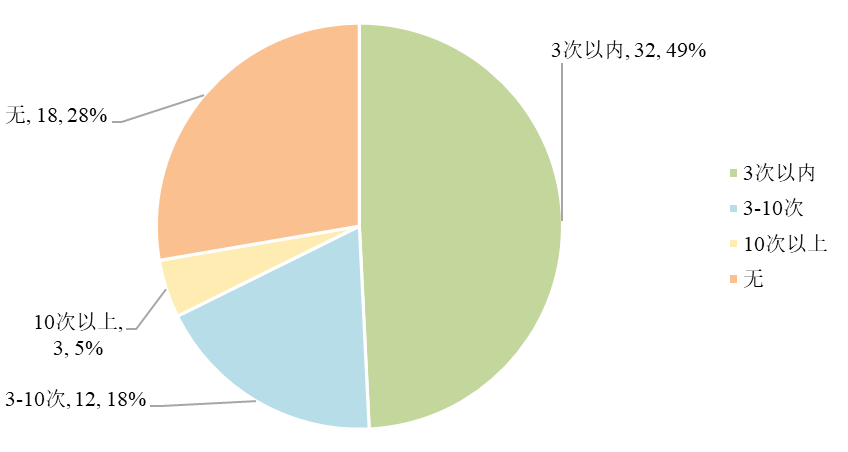 3次以内, 32, 49%
无, 18, 28%
3次以内
3-10次
10次以上
无
10次以上,
3, 5%
3-10次, 12, 18%